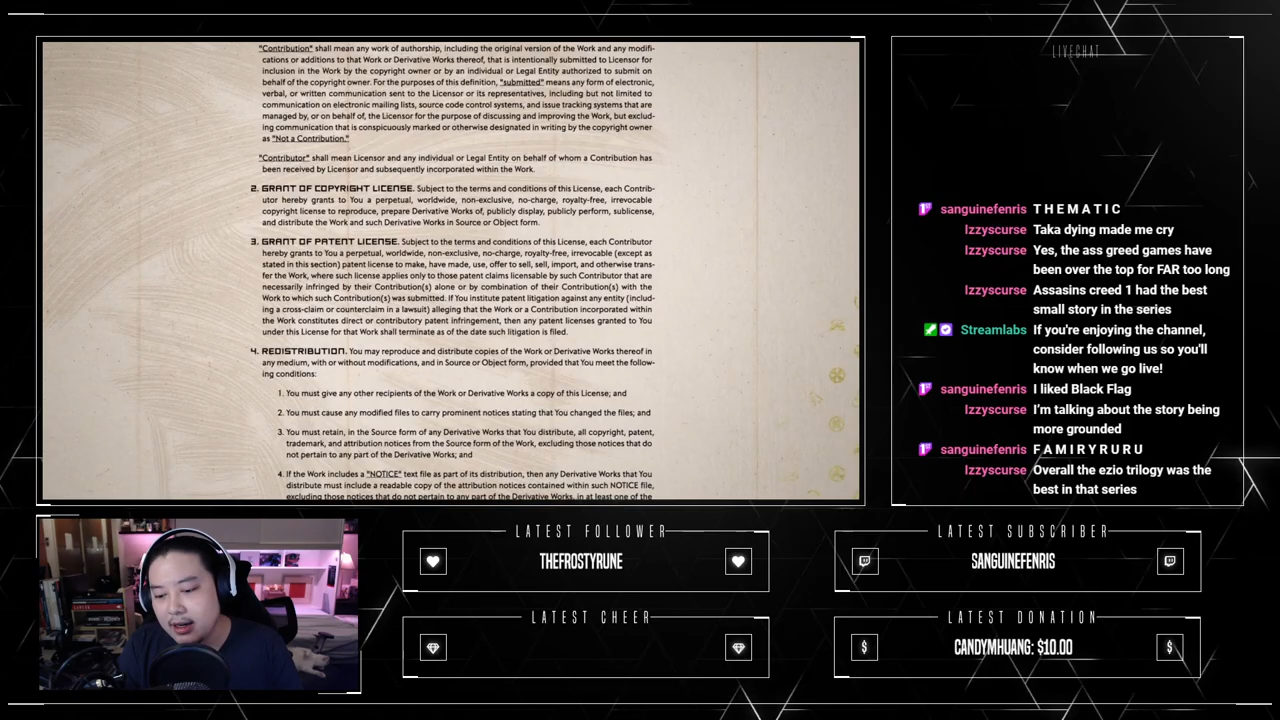 "Contribution" shall mean any work of authorship, including the original version of the Work and any modifi-
cations or additions to that Work or Derivative Works thereof, that is intentionally submitted to Licensor for
inclusion in the Work by the copyright owner or by an individual or Legal Entity authorized to submit on
behalf of the copyright owner. For the purposes of this definition, "submitted" means any form of electronic,
verbal, or written communication sent to the Licensor or its representatives, including but not limited to
communication on electronic mailing lists, source code control systems, and issue tracking systems that are
managed by, or on behalf of, the Licensor for the purpose of discussing and improving the Work, but exclud-
ing communication that is conspicuously marked or otherwise designated in writing by the copyright owner
as "Not a Contribution."
"Contributor" shall mean Licensor and any individual or Legal Entity on behalf of whom a Contribution has
been received by Licensor and subsequently incorporated within the Work.
2. GRANT OF COPYRIGHT LICENSE. Subject to the terms and conditions of this License, each Contrib-
utor hereby grants to You a perpetual, worldwide, non-exclusive, no-charge, royalty-free, irrevocable
copyright license to reproduce, prepare Derivative Works of, publicly display, publicly perform, sublicense,
and distribute the Work and such Derivative Works in Source or Object form.
3. GRANT OF PATENT LICENSE. Subject to the terms and conditions of this License, each Contributor
hereby grants to You a perpetual, worldwide, non-exclusive, no-charge, royalty-free, irrevocable (except as
stated in this section) patent license to make, have made, use, offer to sell, sell, import, and otherwise trans-
fer the Work, where such license applies only to those patent claims licensable by such Contributor that are
necessarily infringed by their Contribution(s) alone or by combination of their Contribution(s) with the
Work to which such Contribution(s) was submitted. If You institute patent litigation against any entity (includ-
ing a cross-claim or counterclaim in a lawsuit) alleging that the Work or a Contribution incorporated within
the Work constitutes direct or contributory patent infringement, then any patent licenses granted to You
under this License for that Work shall terminate as of the date such litigation is filed.
4. REDISTRIBUTION. You may reproduce and distribute copies of the Work or Derivative Works thereof in
any medium, with or without modifications, and in Source or Object form, provided that You meet the follow-
ing conditions:
1. You must give any other recipients of the Work or Derivative Works a copy of this License; and
2. You must cause any modified files to carry prominent notices stating that You changed the files; and
3. You must retain, in the Source form of any Derivative Works that You distribute, all copyright, patent,
trademark, and attribution notices from the Source form of the Work, excluding those notices that do
not pertain to any part of the Derivative Works; and
4. If the Work includes a "NOTICE" text file as part of its distribution, then any Derivative Works that You
distribute must include a readable copy of the attribution notices contained within such NOTICE file,
excluding those notices that do not pertain to any part of the Derivative Works, in at least one of the
LIVECHAT
sanguinefenris T H E M A T I C
Izzyscurse Taka dying made me cry
Izzyscurse Yes, the ass greed games have
been over the top for FAR too long
Izzyscurse Assasins creed 1 had the best
small story in the series
Streamlabs If you're enjoying the channel,
consider following us so you'll
know when we go live!
sanguinefenris I liked Black Flag
Izzyscurse I'm talking about the story being
more grounded
sanguinefenris F A M I R Y R U R U
Izzyscurse Overall the ezio trilogy was the
best in that series
LATEST FOLLOWER
THEFROSTYRUNE
LATEST SUBSCRIBER
SANGUINEFENRIS
LATEST CHEER
LATEST DONATION
$ CANDYMHUANG: $10.00 $